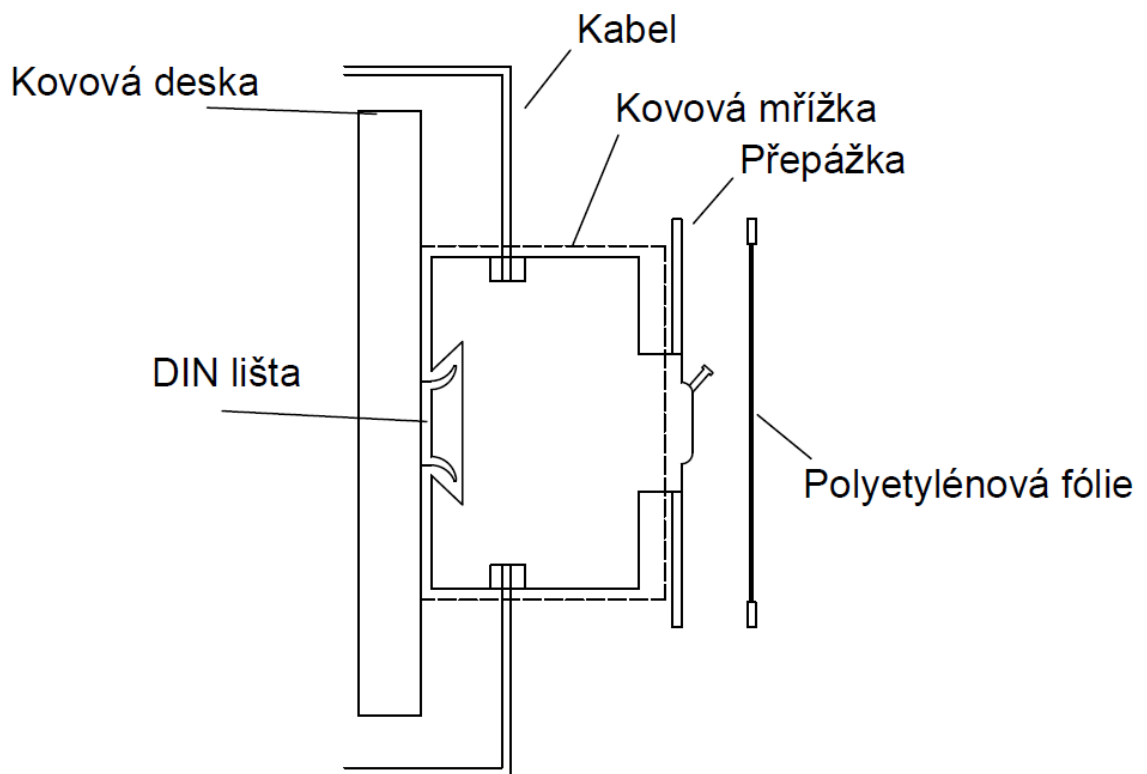 Kabel
Kovová deska
Kovová mřížka
Přepážka
DIN lišta
Polyetylénová fólie